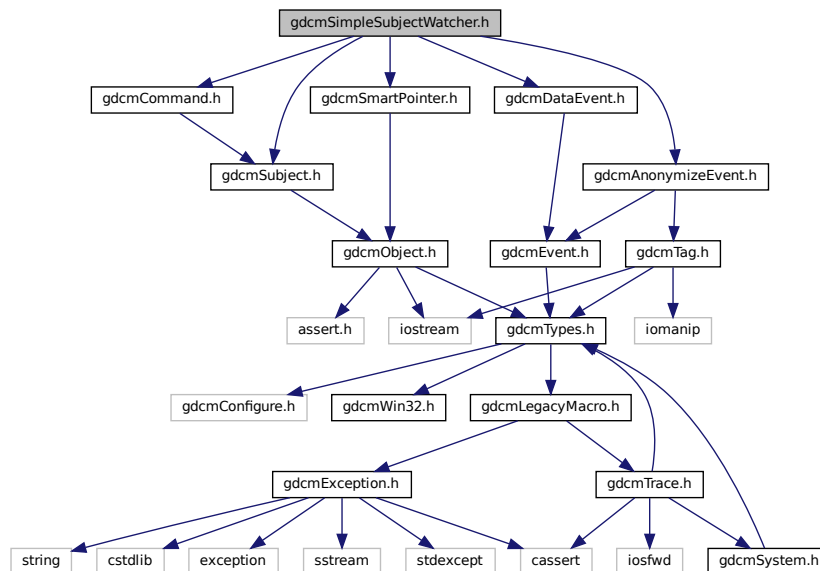 gdcmSimpleSubjectWatcher.h
gdcmCommand.h
gdcmSmartPointer.h
gdcmDataEvent.h
gdcmSubject.h
gdcmAnonymizeEvent.h
gdcmObject.h
gdcmEvent.h
gdcmTag.h
assert.h
iostream
gdcmTypes.h
iomanip
gdcmConfigure.h
gdcmWin32.h
gdcmLegacyMacro.h
gdcmException.h
gdcmTrace.h
string
cstdlib
exception
sstream
stdexcept
cassert
iosfwd
gdcmSystem.h